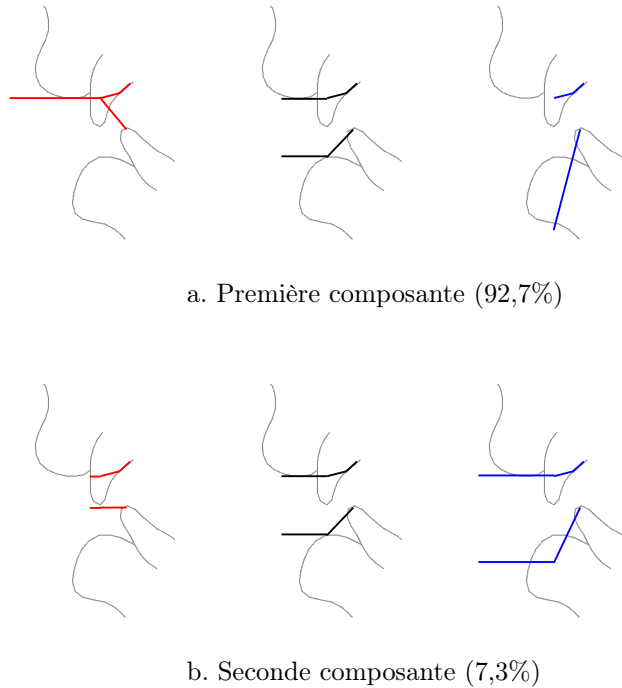 a. Première composante (92,7%)
b. Seconde composante (7,3%)